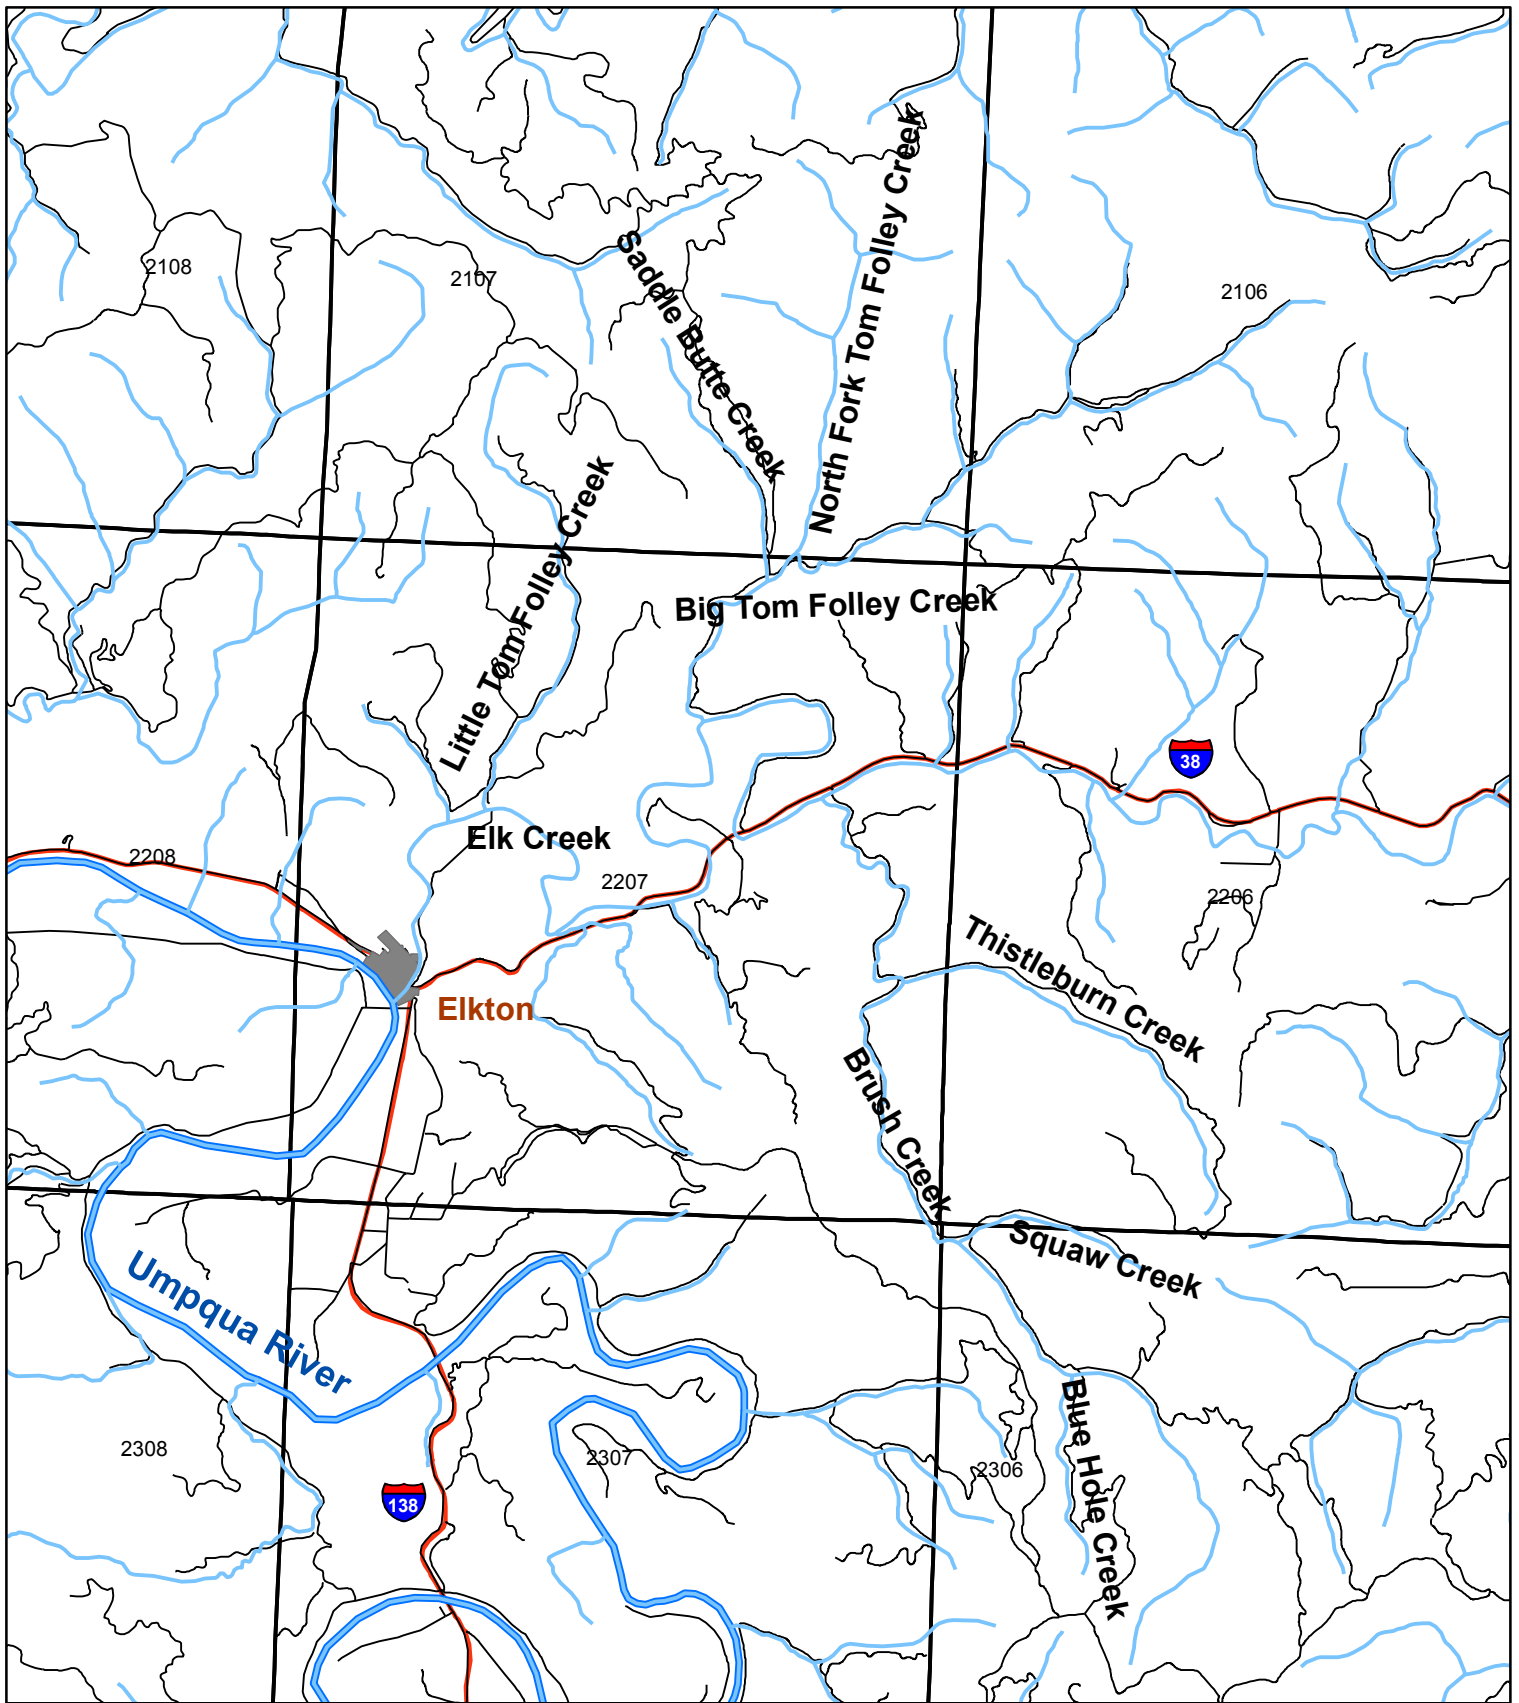 North Fork Tom Folley Creek
Saddle Butte Creek
2108
2107
2106
Little Tom Folley Creek
Big Tom Folley Creek
38
Elk Creek
2208
2207
2206
Thistleburn Creek
Elkton
Brush Creek
Squaw Creek
Umpqua River
Blue Hole Creek
2308
2307
2306
138